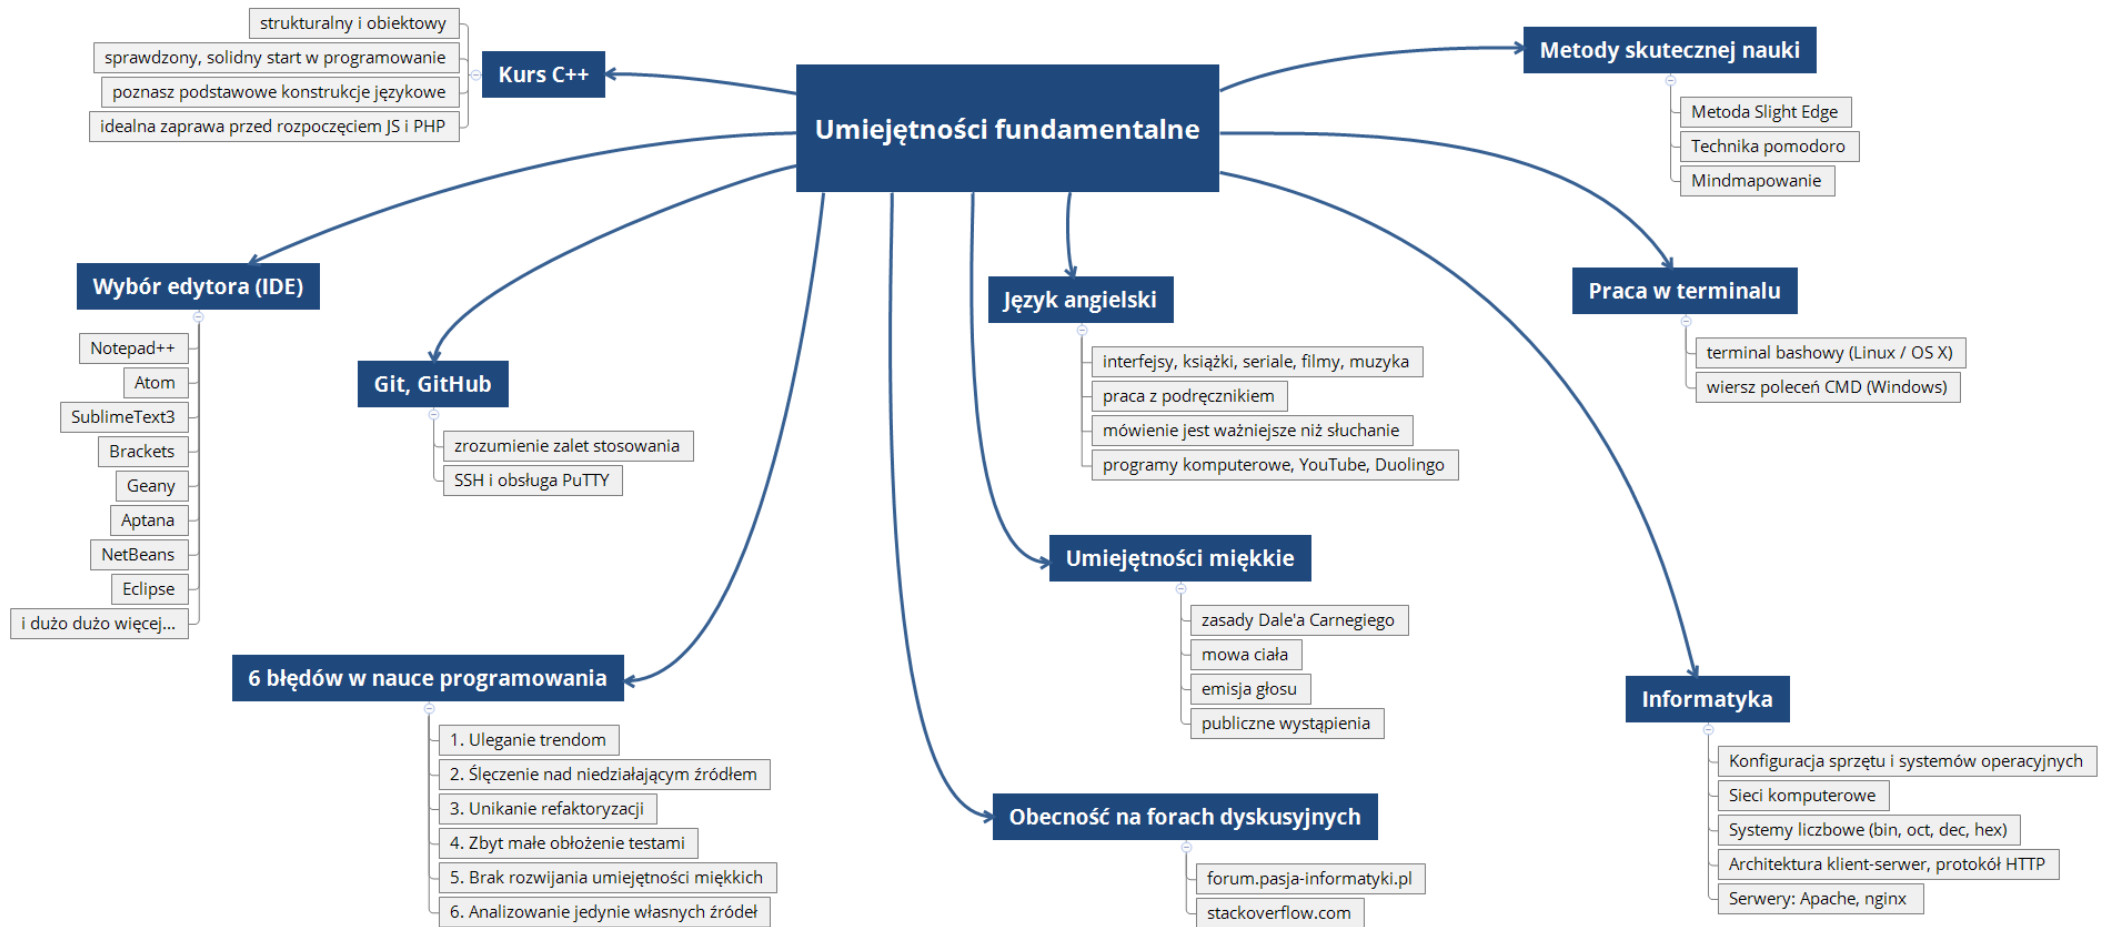 Umiejętności fundamentalne
Kurs C++
strukturalny i obiektowy
sprawdzony, solidny start w programowanie
poznasz podstawowe konstrukcje językowe
idealna zaprawa przed rozpoczęciem JS i PHP
Metody skutecznej nauki
Metoda Slight Edge
Technika pomodoro
Mindmapowanie
Wybór edytora (IDE)
Notepad++
Atom
SublimeText3
Brackets
Geany
Aptana
NetBeans
Eclipse
i dużo dużo więcej...
Git, GitHub
zrozumienie zalet stosowania
SSH i obsługa PuTTY
Język angielski
interfejsy, książki, seriale, filmy, muzyka
praca z podręcznikiem
mówienie jest ważniejsze niż słuchanie
programy komputerowe, YouTube, Duolingo
Praca w terminalu
terminal bashowy (Linux / OS X)
wiersz poleceń CMD (Windows)
Umiejętności miękkie
zasady Dale'a Carnegiego
mowa ciała
emisja głosu
publiczne wystąpienia
6 błędów w nauce programowania
1. Uleganie trendom
2. Ślęczenie nad niedziałającym źródłem
3. Unikanie refaktoryzacji
4. Zbyt małe obłożenie testami
5. Brak rozwijania umiejętności miękkich
6. Analizowanie jedynie własnych źródeł
Obecność na forach dyskusyjnych
forum.pasja-informatyki.pl
stackoverflow.com
Informatyka
Konfiguracja sprzętu i systemów operacyjnych
Sieci komputerowe
Systemy liczbowe (bin, oct, dec, hex)
Architektura klient-serwer, protokół HTTP
Serwery: Apache, nginx